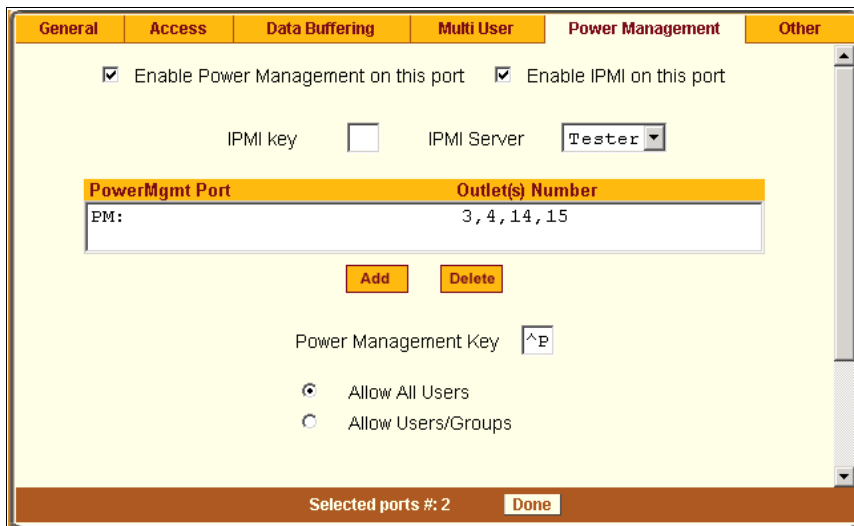 General Access Data Buffering Multi User Power Management Other
Enable Power Management on this port Enable IPMI on this port
IPMI key IPMI Server Tester
PowerMgmt Port Outlet(s) Number
PM: 3,4,14,15
Add Delete
Power Management Key ^P
Allow All Users
Allow Users/Groups
Selected ports #: 2 Done